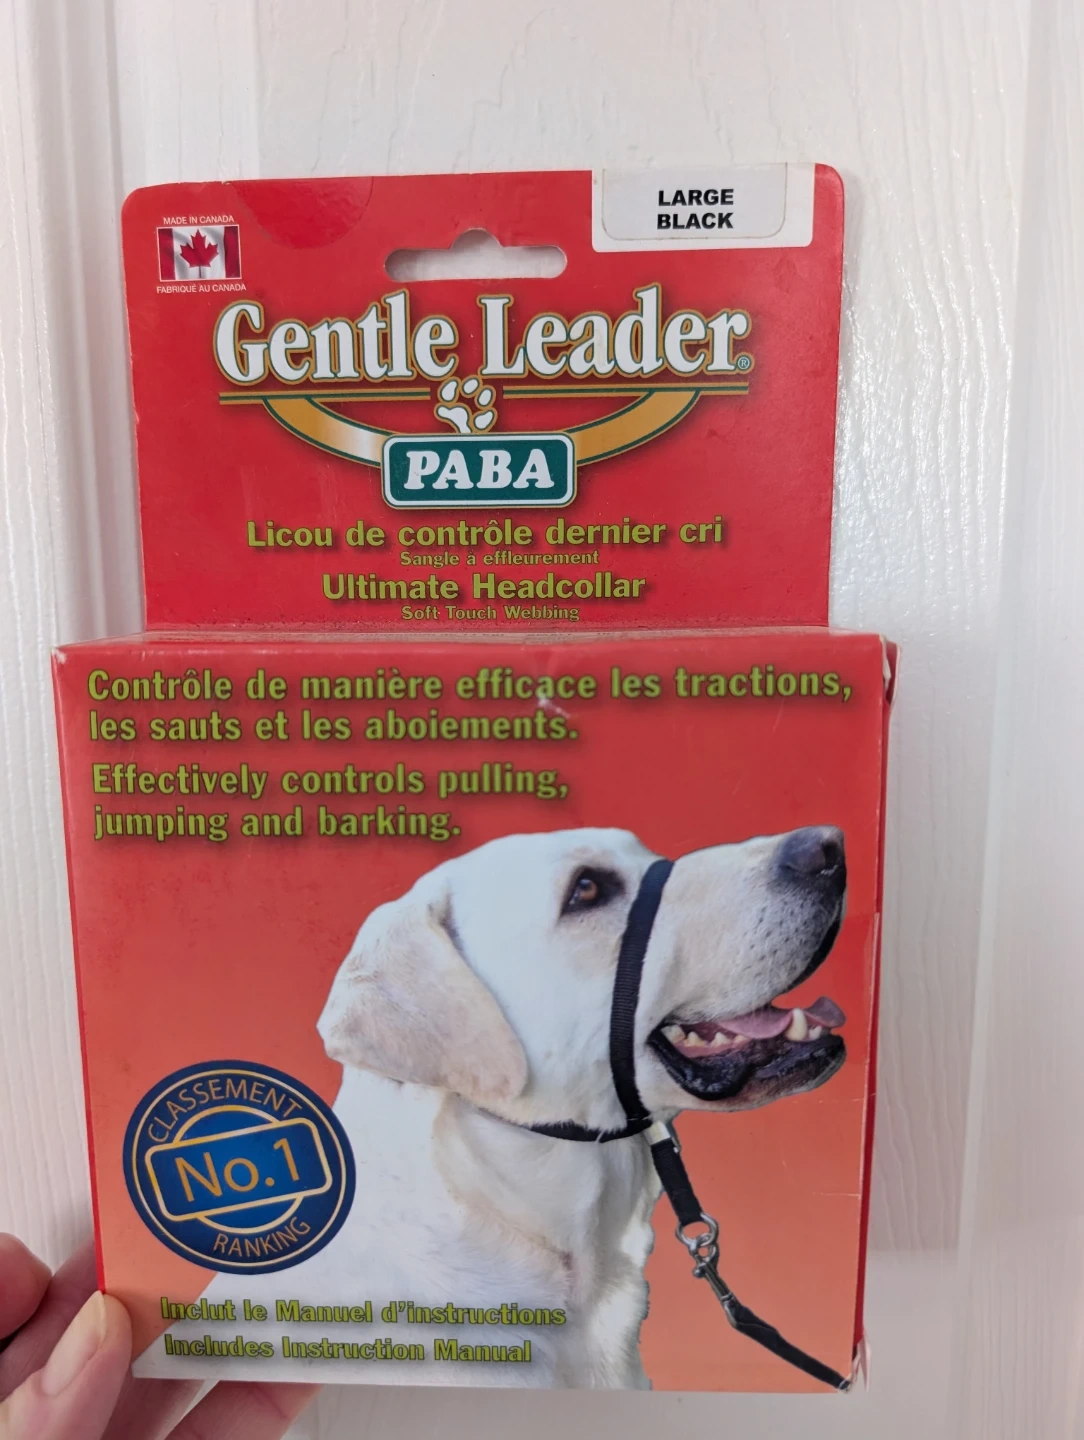 LARGE
BLACK
MADE IN CANADA
FABRIQUÉ AU CANADA
Gentle Leader®
PABA
Licou de contrôle dernier cri
Sangle à effleurement
Ultimate Headcollar
Soft Touch Webbing
Contrôle de manière efficace les tractions,
les sauts et les aboiements.
Effectively controls pulling,
jumping and barking.
CLASSEMENT
No.1
RANKING
Inclut le Manuel d'instructions
Includes Instruction Manual